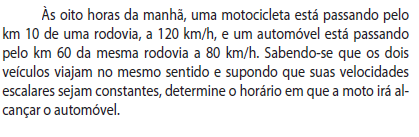 Às oito horas da manhã, uma motocicleta está passando pelo
km 10 de uma rodovia, a 120 km/h, e um automóvel está passando
pelo km 60 da mesma rodovia a 80 km/h. Sabendo-se que os dois
veículos viajam no mesmo sentido e supondo que suas velocidades
escalares sejam constantes, determine o horário em que a moto irá al-
cançar o automóvel.